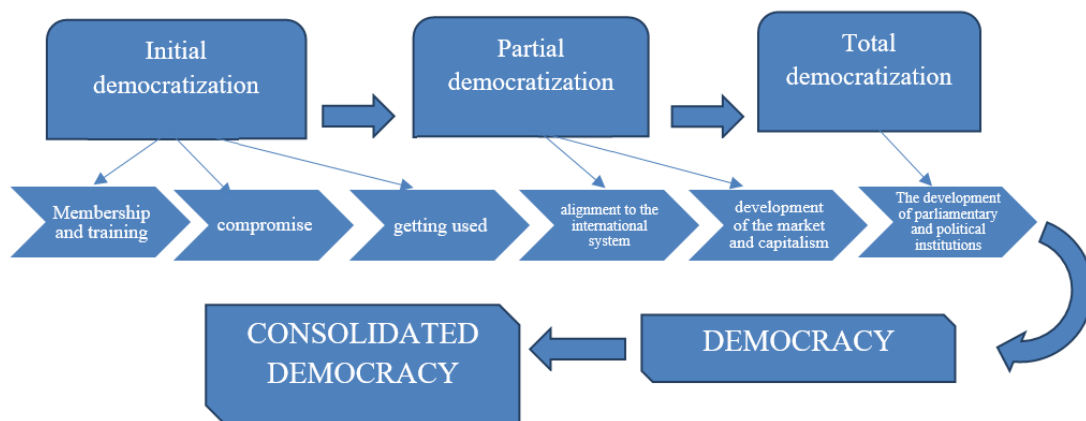 Initial
democratization
Partial
democratization
Total
democratization
Membership
and training
compromise
getting used
alignment to the
international
system
development
of the market
and capitalism
The development
of parliamentary
and political
institutions
CONSOLIDATED
DEMOCRACY
DEMOCRACY